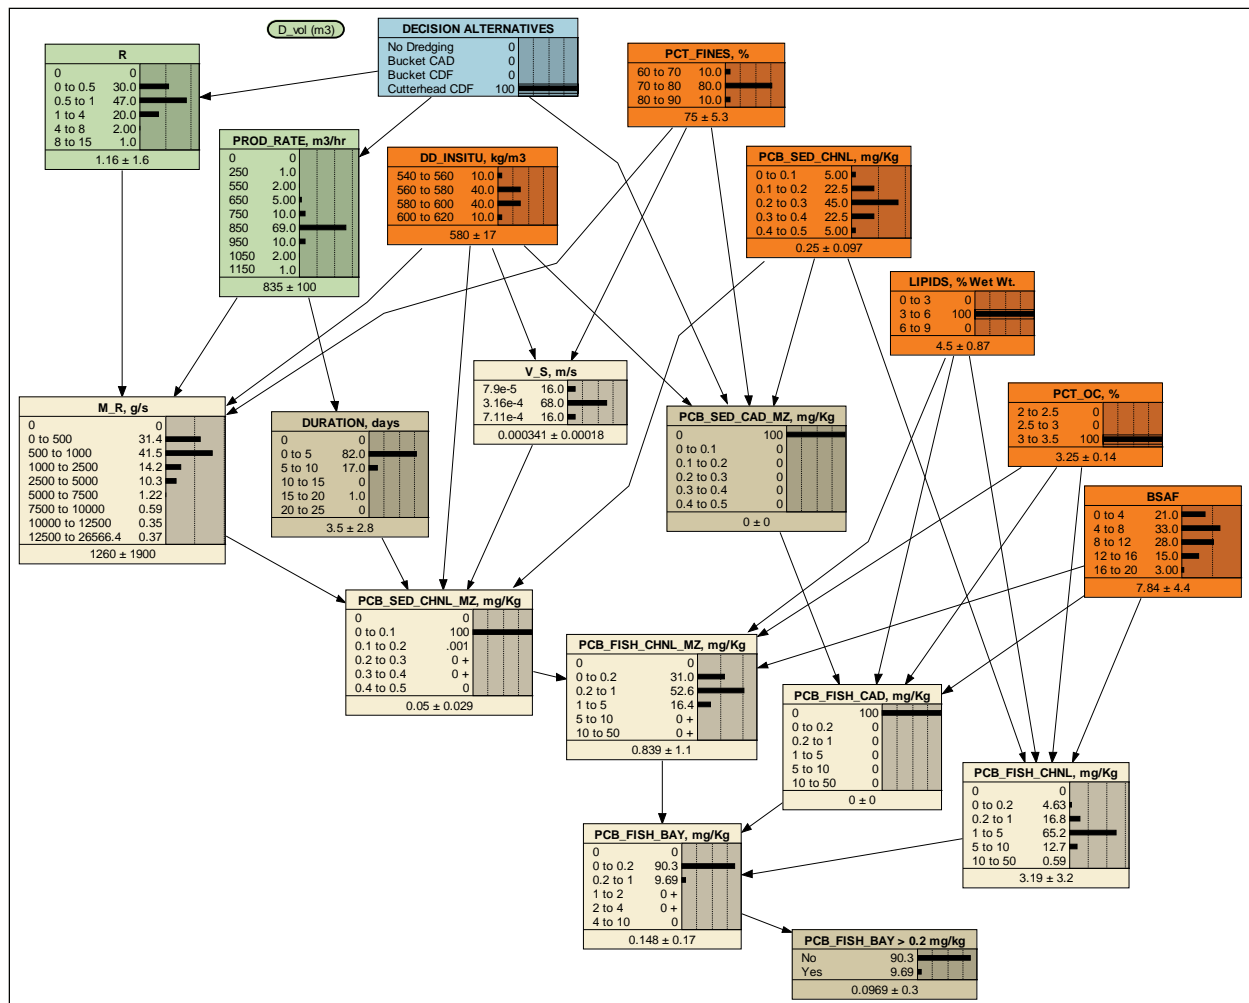 D_vol (m3)
DECISION ALTERNATIVES
No Dredging 0
Bucket CAD 0
Bucket CDF 0
Cutterhead CDF 100
R
0 0
0 to 0.5 30.0
0.5 to 1 47.0
1 to 4 20.0
4 to 8 2.00
8 to 15 1.0
1.16 ± 1.6
PCT_FINES, %
60 to 70 10.0
70 to 80 80.0
80 to 90 10.0
75 ± 5.3
PROD_RATE, m3/hr
0 0
250 1.0
550 2.00
650 5.00
750 10.0
850 69.0
950 10.0
1050 2.00
1150 1.0
835 ± 100
DD_INSITU, kg/m3
540 to 560 10.0
560 to 580 40.0
580 to 600 40.0
600 to 620 10.0
580 ± 17
PCB_SED_CHNL, mg/Kg
0 to 0.1 5.00
0.1 to 0.2 22.5
0.2 to 0.3 45.0
0.3 to 0.4 22.5
0.4 to 0.5 5.00
0.25 ± 0.097
LIPIDS, % Wet Wt.
0 to 3 0
3 to 6 100
6 to 9 0
4.5 ± 0.87
V_S, m/s
7.9e-5 16.0
3.16e-4 68.0
7.11e-4 16.0
0.000341 ± 0.00018
PCT_OC, %
2 to 2.5 0
2.5 to 3 0
3 to 3.5 100
3.25 ± 0.14
M_R, g/s
0 0
0 to 500 31.4
500 to 1000 41.5
1000 to 2500 14.2
2500 to 5000 10.3
5000 to 7500 1.22
7500 to 10000 0.59
10000 to 12500 0.35
12500 to 26566.4 0.37
1260 ± 1900
DURATION, days
0 0
0 to 5 82.0
5 to 10 17.0
10 to 15 0
15 to 20 1.0
20 to 25 0
3.5 ± 2.8
PCB_SED_CAD_MZ, mg/Kg
0 100
0 to 0.1 0
0.1 to 0.2 0
0.2 to 0.3 0
0.3 to 0.4 0
0.4 to 0.5 0
0 ± 0
BSAF
0 to 4 21.0
4 to 8 33.0
8 to 12 28.0
12 to 16 15.0
16 to 20 3.00
7.84 ± 4.4
PCB_SED_CHNL_MZ, mg/Kg
0 0
0 to 0.1 100
0.1 to 0.2 .001
0.2 to 0.3 0 +
0.3 to 0.4 0 +
0.4 to 0.5 0
0.05 ± 0.029
PCB_FISH_CHNL_MZ, mg/Kg
0 0
0 to 0.2 31.0
0.2 to 1 52.6
1 to 5 16.4
5 to 10 0 +
10 to 50 0 +
0.839 ± 1.1
PCB_FISH_CAD, mg/Kg
0 100
0 to 0.2 0
0.2 to 1 0
1 to 5 0
5 to 10 0
10 to 50 0
0 ± 0
PCB_FISH_CHNL, mg/Kg
0 0
0 to 0.2 4.63
0.2 to 1 16.8
1 to 5 65.2
5 to 10 12.7
10 to 50 0.59
3.19 ± 3.2
PCB_FISH_BAY, mg/Kg
0 0
0 to 0.2 90.3
0.2 to 1 9.69
1 to 2 0 +
2 to 4 0 +
4 to 10 0
0.148 ± 0.17
PCB_FISH_BAY > 0.2 mg/kg
No 90.3
Yes 9.69
0.0969 ± 0.3